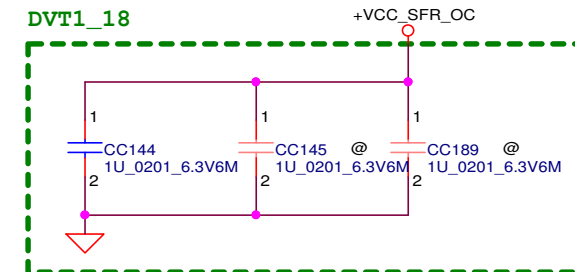 DVT1_18
+VCC_SFR_OC
1 1 1
CC144 CC145 @ CC189 @
1U_0201_6.3V6M 1U_0201_6.3V6M 1U_0201_6.3V6M
2 2 2